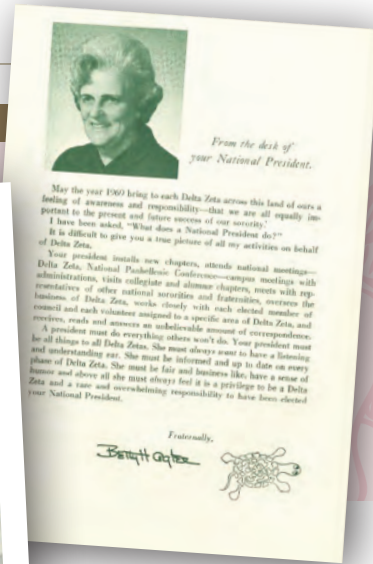 From the desk of
your National President.
May the year 1960 bring to each Delta Zeta across this land of ours a
feeling of awareness and responsibility—that we are all equally im-
portant to the present and future success of our sorority.
I have been asked, "What does a National President do?"
It is difficult to give you a true picture of all my activities on behalf
of Delta Zeta.
Your president installs new chapters, attends national meetings—
Delta Zeta, National Panhellenic Conference—campus meetings with
administrations, visits collegiate and alumnae chapters, meets with rep-
resentatives of other national sororities and fraternities, oversees the
business of Delta Zeta, works closely with each elected member of
council and each volunteer assigned to a specific area of Delta Zeta, and
receives, reads and answers an unbelievable amount of correspondence.
A president must do everything others won't do. Your president must
be all things to all Delta Zetas. She must always want to have a listening
and understanding ear. She must be informed and up to date on every
phase of Delta Zeta. She must be fair and business like, have a sense of
humor and above all she must always feel it is a privilege to be a Delta
Zeta and a rare and overwhelming responsibility to have been elected
your National President.
Fraternally,
Betty H